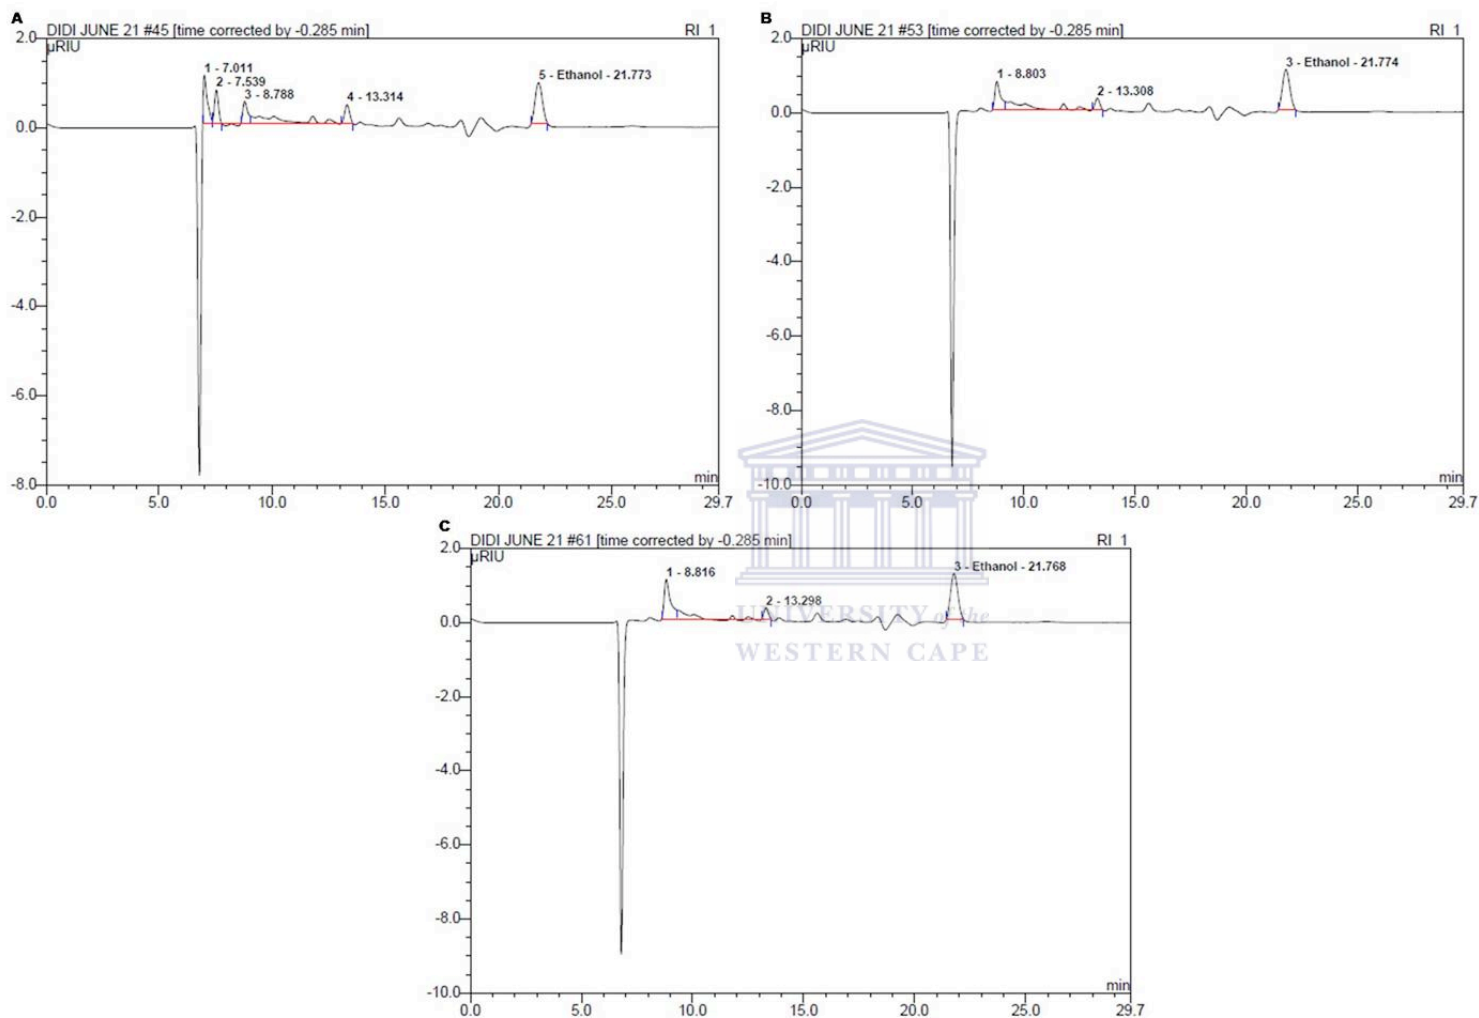 A
DIDI JUNE 21 #45 [time corrected by -0.285 min]
RI_1
µRIU
2.0
0.0
-2.0
-4.0
-6.0
-8.0
1 - 7.011
2 - 7.539
3 - 8.788
4 - 13.314
5 - Ethanol - 21.773
min
0.0 5.0 10.0 15.0 20.0 25.0 29.7
B
DIDI JUNE 21 #53 [time corrected by -0.285 min]
RI_1
µRIU
2.0
0.0
-2.0
-4.0
-6.0
-8.0
-10.0
1 - 8.803
2 - 13.308
3 - Ethanol - 21.774
min
0.0 5.0 10.0 15.0 20.0 25.0 29.7
C
DIDI JUNE 21 #61 [time corrected by -0.285 min]
RI_1
µRIU
2.0
0.0
-2.0
-4.0
-6.0
-8.0
-10.0
1 - 8.816
2 - 13.298
3 - Ethanol - 21.768
min
0.0 5.0 10.0 15.0 20.0 25.0 29.7
UNIVERSITY of the
WESTERN CAPE